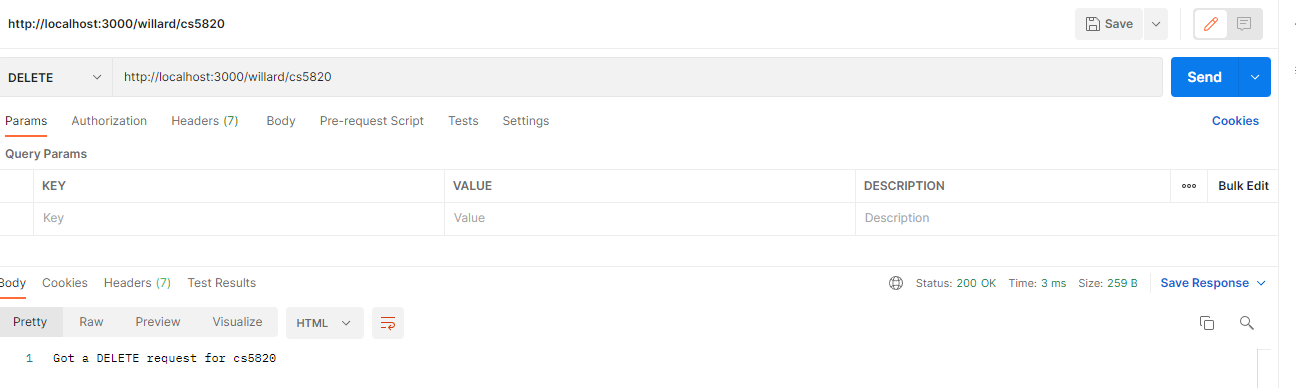 http://localhost:3000/willard/cs5820 Save
DELETE http://localhost:3000/willard/cs5820 Send
Params Authorization Headers (7) Body Pre-request Script Tests Settings Cookies
Query Params
KEY VALUE DESCRIPTION ooo Bulk Edit
Key Value Description
Body Cookies Headers (7) Test Results Status: 200 OK Time: 3 ms Size: 259 B Save Response
Pretty Raw Preview Visualize HTML
1 Got a DELETE request for cs5820